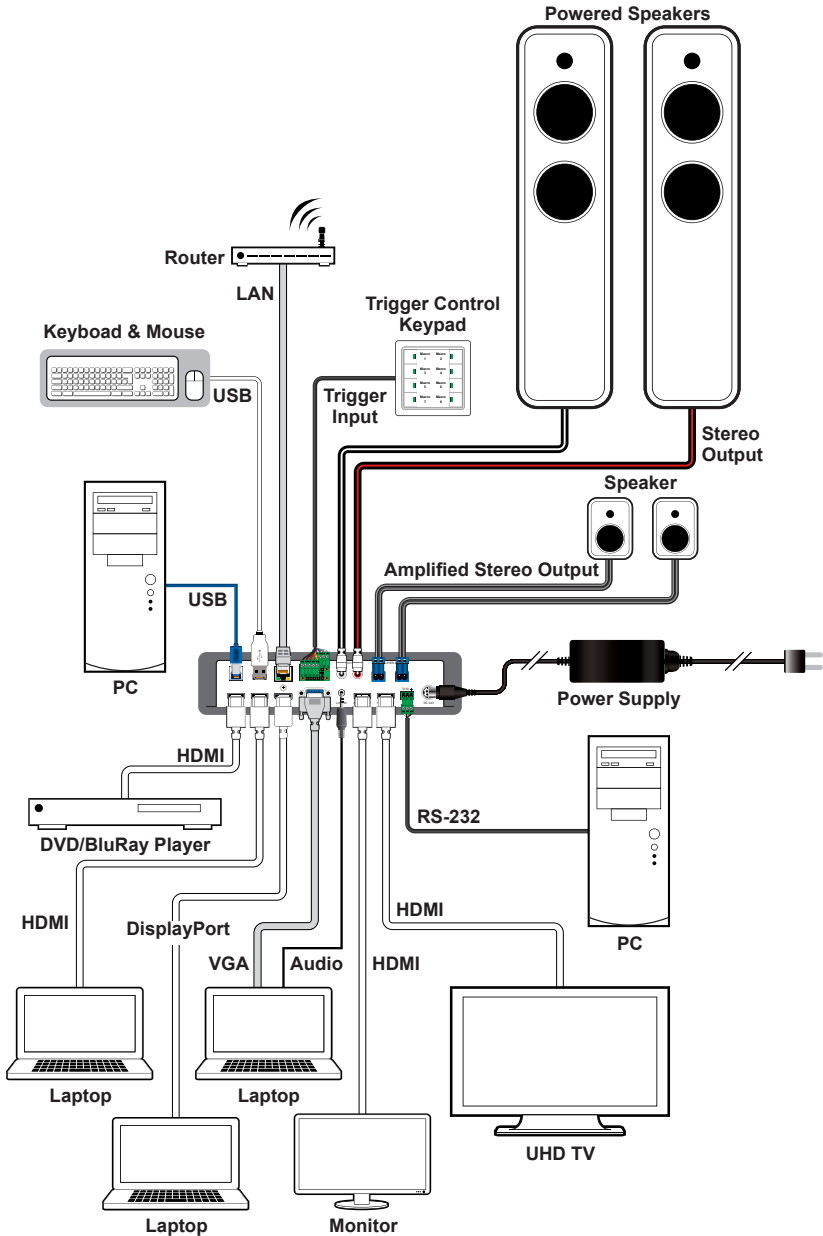 Powered Speakers
Router
LAN
Trigger Control
Keypad
Keyboad & Mouse
USB
Trigger
Input
Stereo
Output
Speaker
Amplified Stereo Output
USB
PC
Power Supply
HDMI
DVD/BluRay Player
RS-232
HDMI
DisplayPort
HDMI
VGA
Audio
HDMI
PC
Laptop
Laptop
UHD TV
Laptop
Monitor